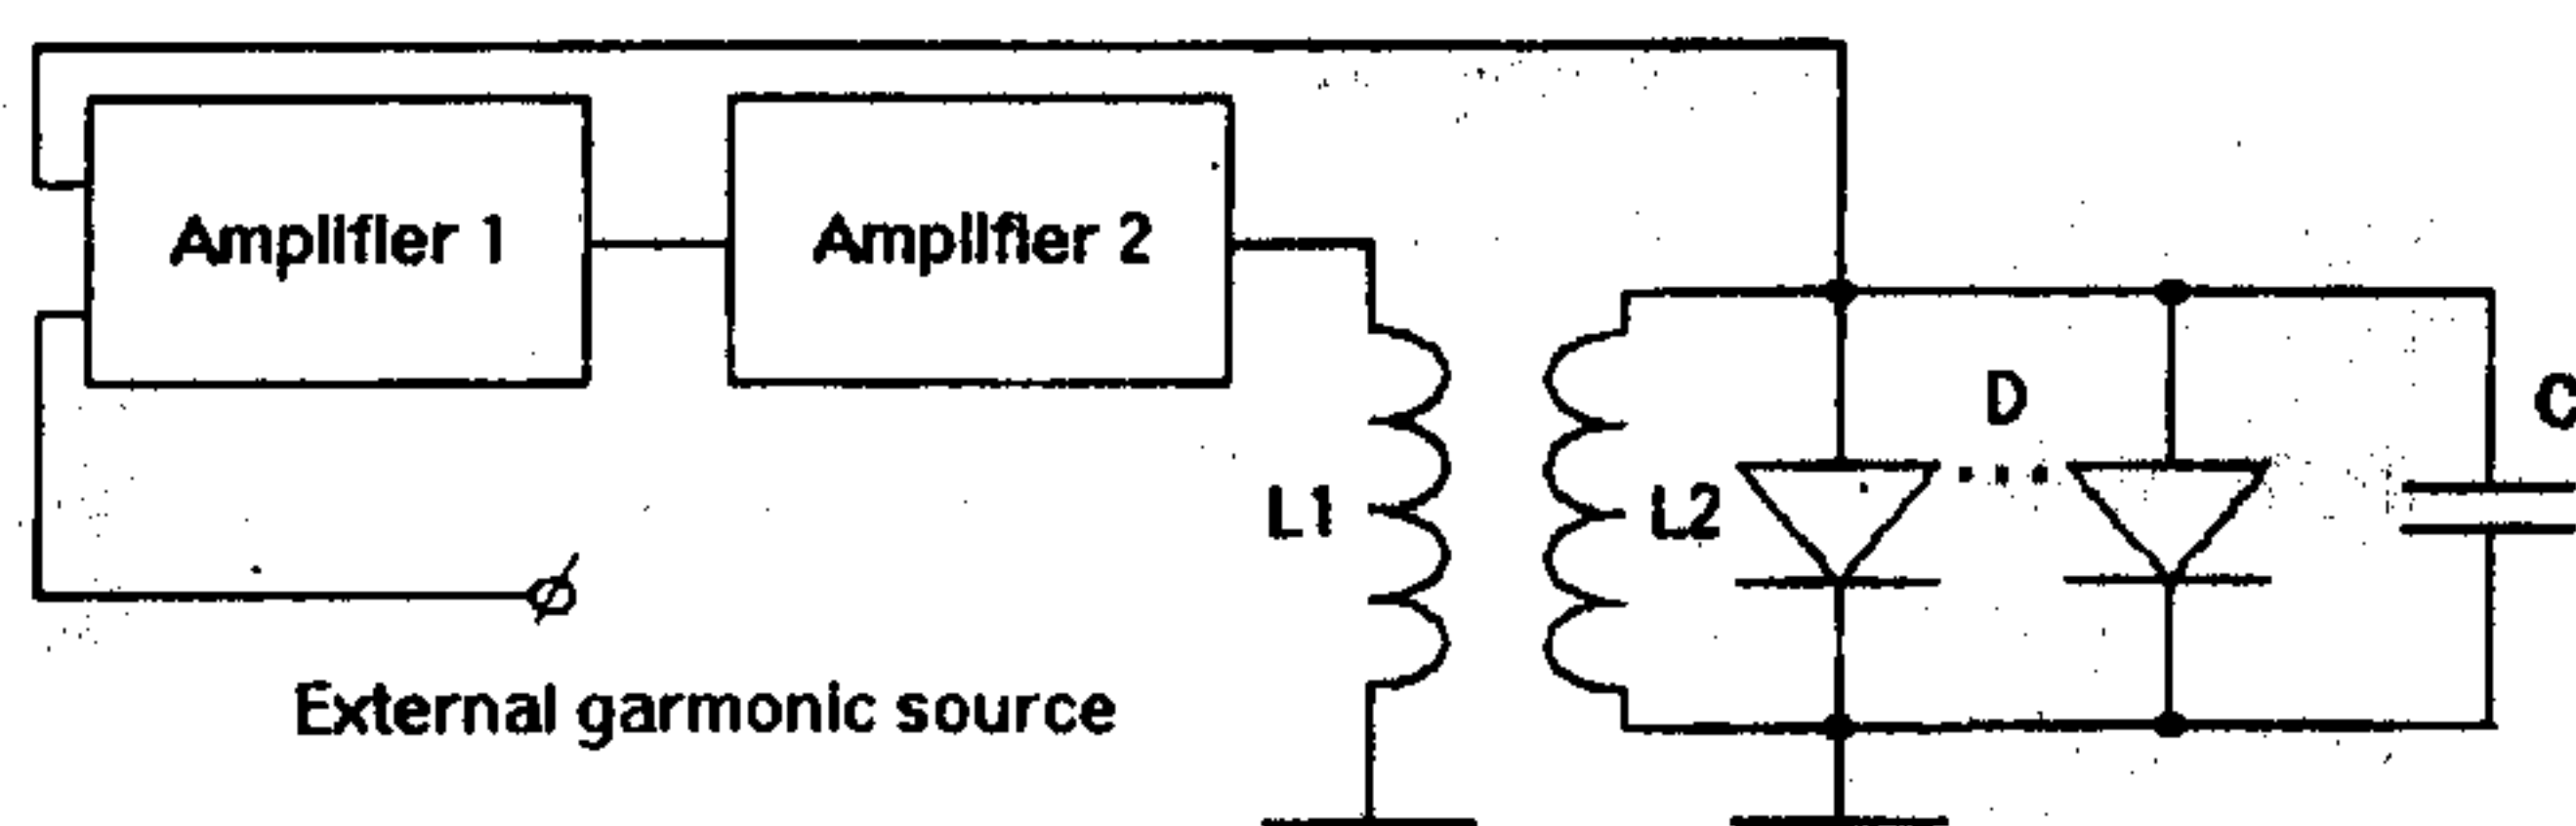 Amplifier 1
Amplifier 2
D
C
L1
L2
External garmonic source